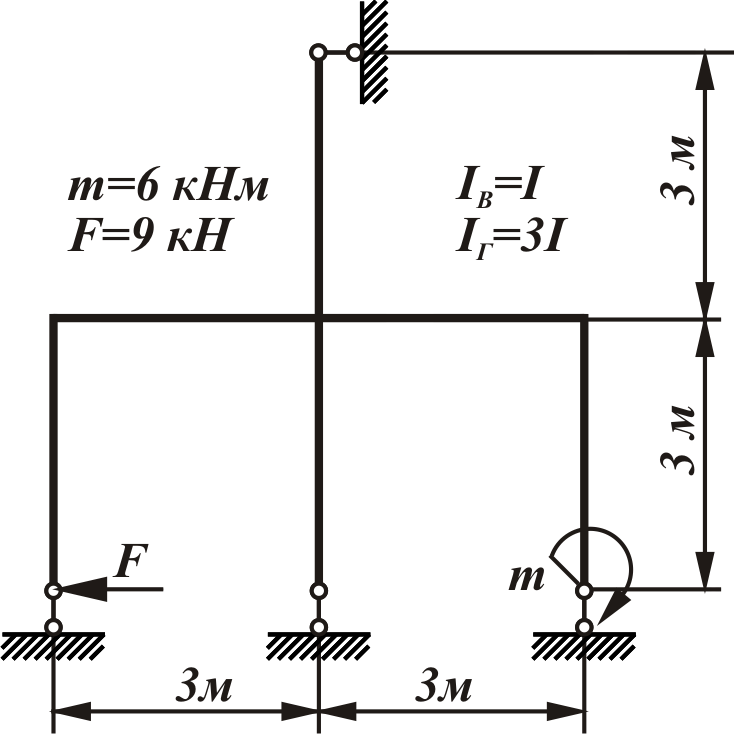 m=6 кНм
F=9 кН
I_В=I
I_Г=3I
3 м
3 м
F
m
3м
3м